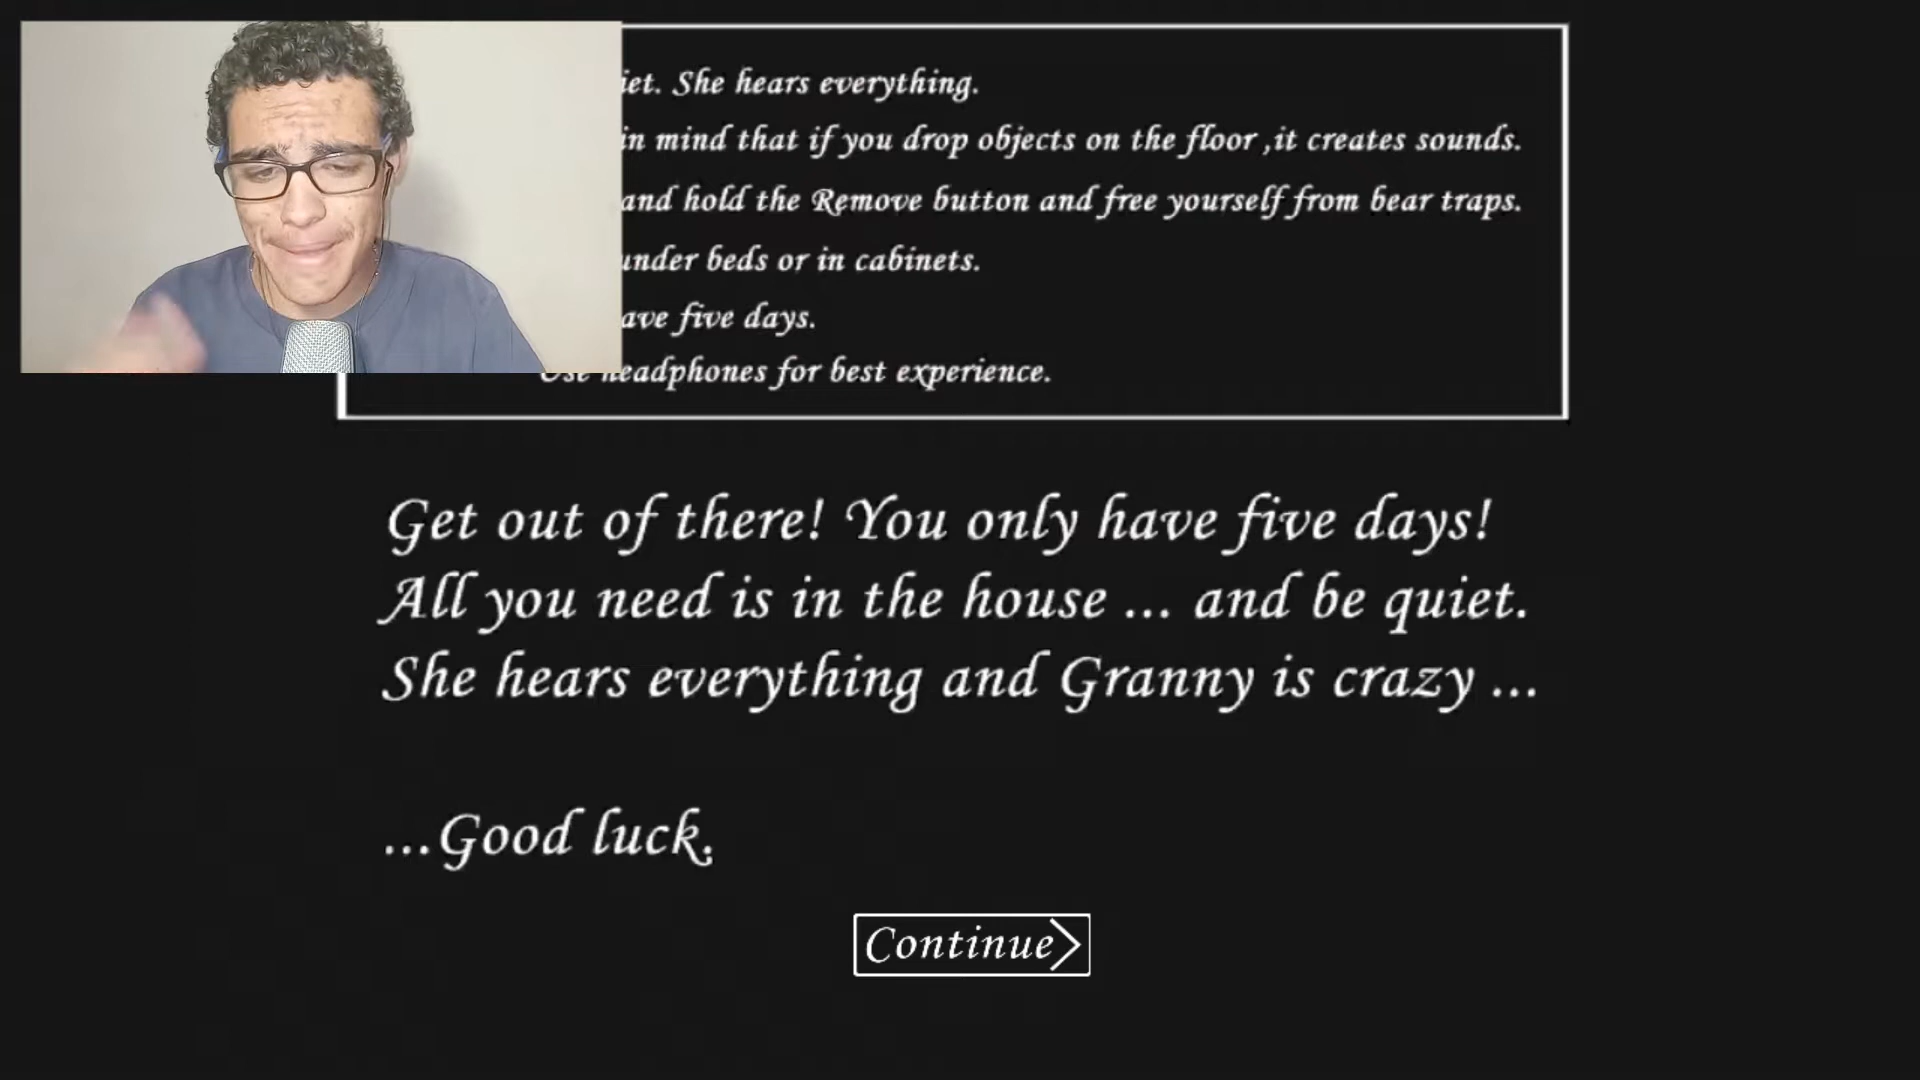 She hears everything.
in mind that if you drop objects on the floor ,it creates sounds.
and hold the Remove button and free yourself from bear traps.
under beds or in cabinets.
five days.
headphones for best experience.
Get out of there! You only have five days!
All you need is in the house ... and be quiet.
She hears everything and Granny is crazy ...
...Good luck.
Continue